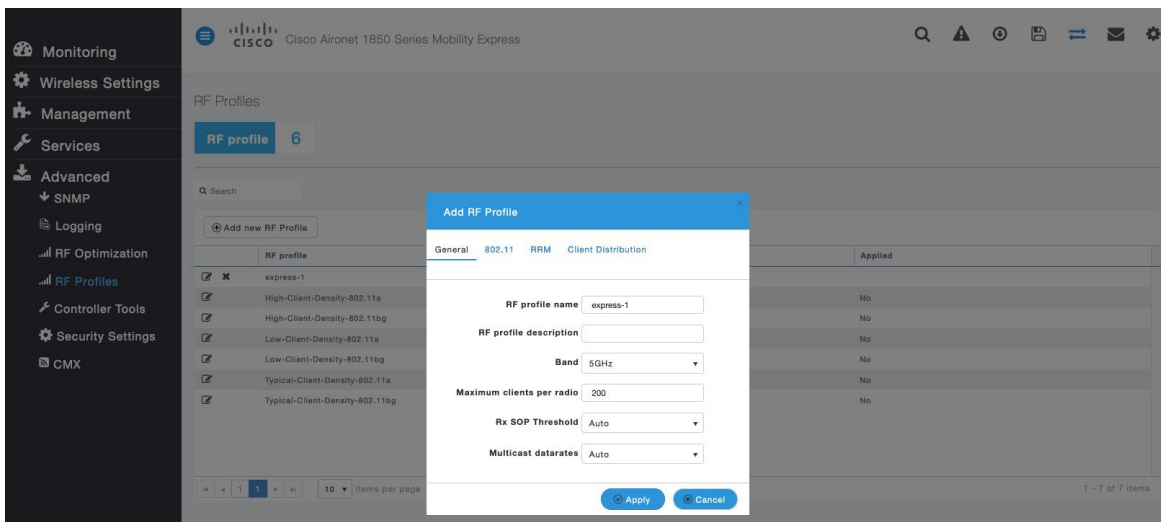 Monitoring
Wireless Settings
Management
Services
Advanced
SNMP
Logging
RF Optimization
RF Profiles
Controller Tools
Security Settings
CMX
CISCO Cisco Aironet 1850 Series Mobility Express
RF Profiles
RF profile 6
Search
Add new RF Profile
RF profile Applied
express-1
High-Client-Density-802.11a No
High-Client-Density-802.11bg No
Low-Client-Density-802.11a No
Low-Client-Density-802.11bg No
Typical-Client-Density-802.11a No
Typical-Client-Density-802.11bg No
1 1 10 items per page 1 - 7 of 7 items
Add RF Profile
General 802.11 RRM Client Distribution
RF profile name express-1
RF profile description
Band 5GHz
Maximum clients per radio 200
Rx SOP Threshold Auto
Multicast datarates Auto
Apply Cancel